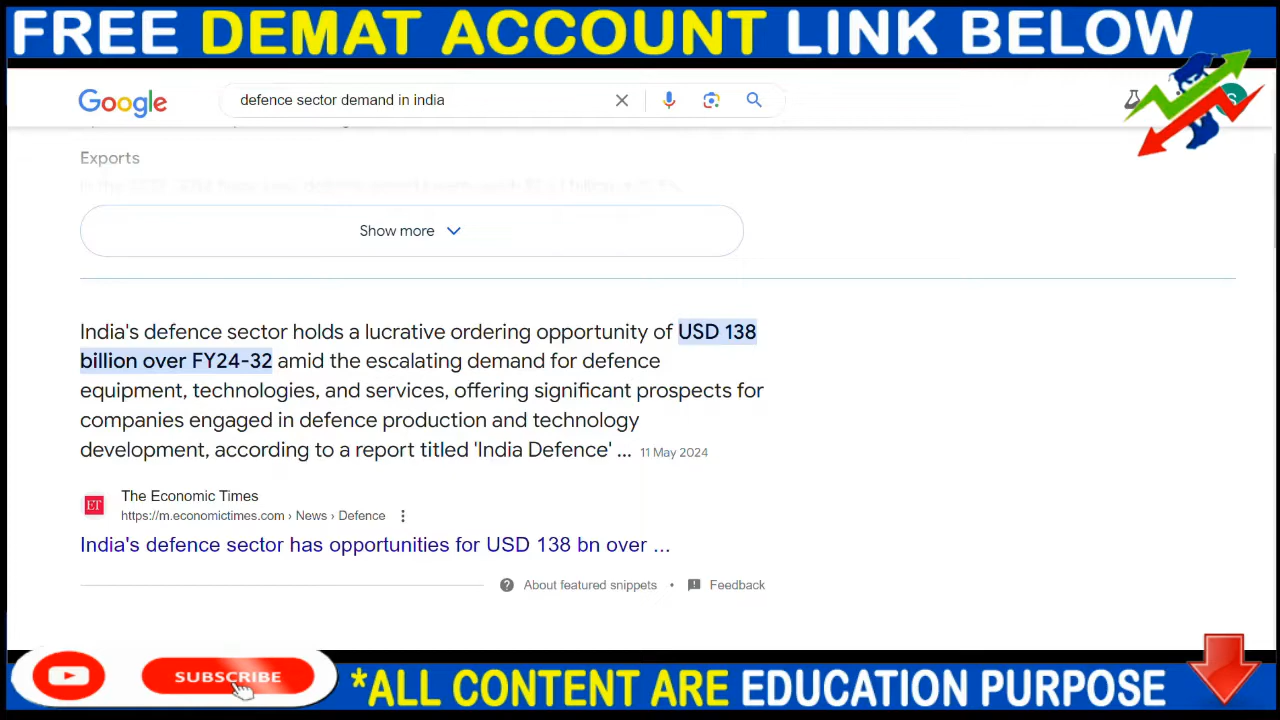 FREE DEMAT ACCOUNT LINK BELOW
Google
defence sector demand in india
Exports
Show more
India's defence sector holds a lucrative ordering opportunity of USD 138
billion over FY24-32 amid the escalating demand for defence
equipment, technologies, and services, offering significant prospects for
companies engaged in defence production and technology
development, according to a report titled 'India Defence' ... 11 May 2024
ET
The Economic Times
https://m.economictimes.com › News › Defence
India's defence sector has opportunities for USD 138 bn over ...
About featured snippets • Feedback
SUBSCRIBE
*ALL CONTENT ARE EDUCATION PURPOSE